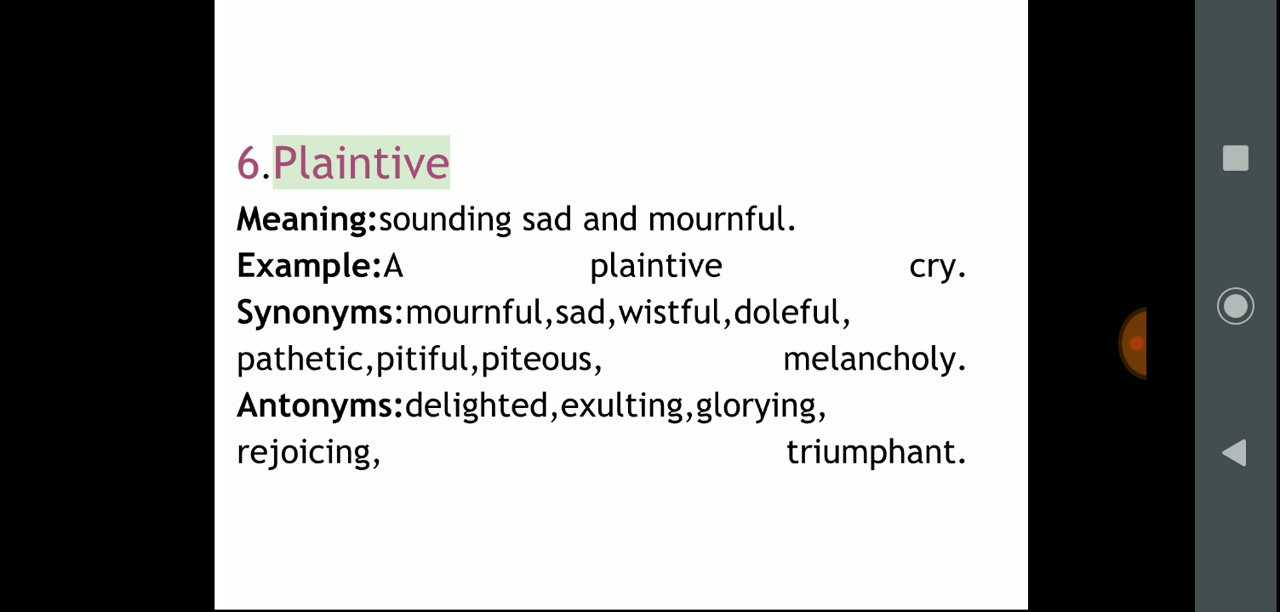 6.Plaintive
Meaning:sounding sad and mournful.
Example:A plaintive cry.
Synonyms:mournful,sad,wistful,doleful,
pathetic,pitiful,piteous, melancholy.
Antonyms:delighted,exulting,glorying,
rejoicing, triumphant.